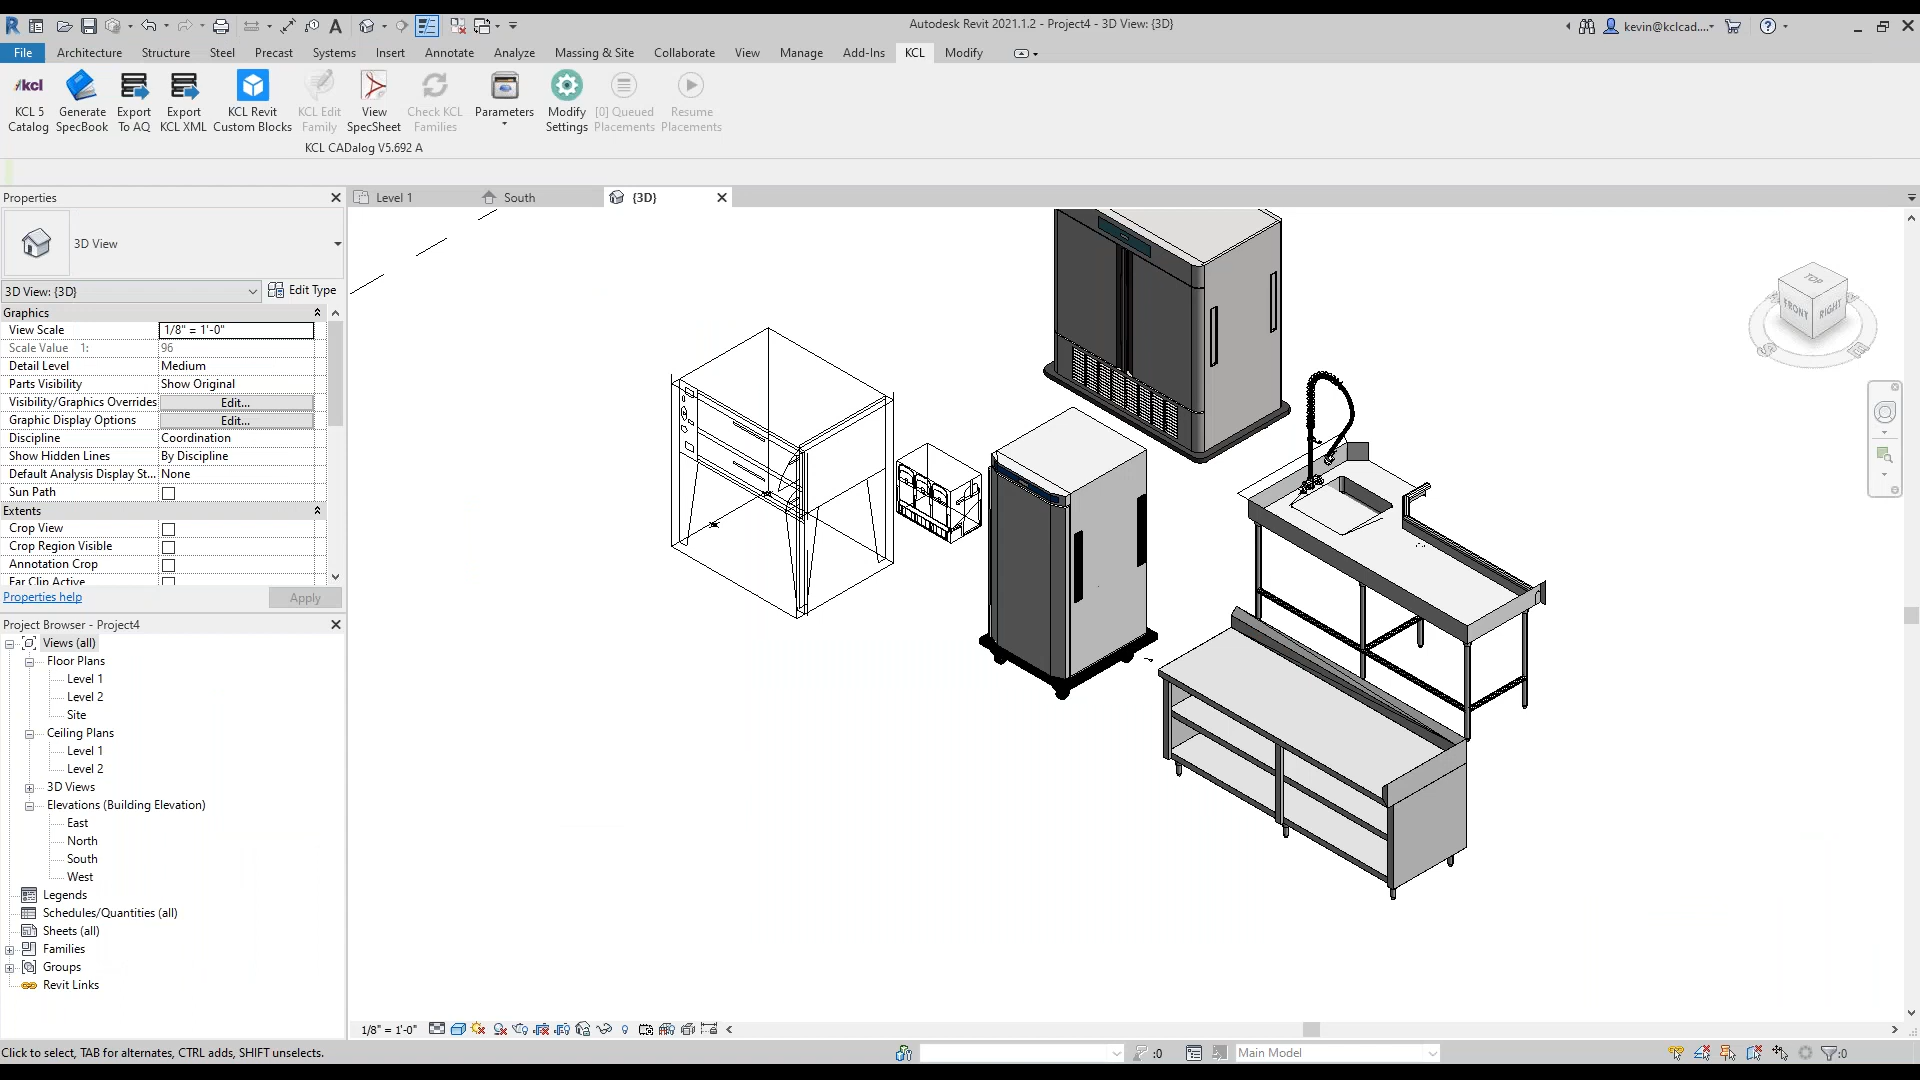 Autodesk Revit 2021.1.2 - Project4 - 3D View: {3D}
kevin@kclcad....
File Architecture Structure Steel Precast Systems Insert Annotate Analyze Massing & Site Collaborate View Manage Add-Ins KCL Modify
kcl
KCL 5 Catalog
Generate SpecBook
Export To AQ
Export KCL XML
KCL Revit Custom Blocks
KCL Edit Family
View SpecSheet
Check KCL Families
Parameters
Modify Settings
[0] Queued Placements
Resume Placements
KCL CADalog V5.692 A
Properties
Level 1
South
{3D}
3D View
3D View: {3D}
Edit Type
Graphics
View Scale 1/8" = 1'-0"
Scale Value 1: 96
Detail Level Medium
Parts Visibility Show Original
Visibility/Graphics Overrides Edit...
Graphic Display Options Edit...
Discipline Coordination
Show Hidden Lines By Discipline
Default Analysis Display St... None
Sun Path
Extents
Crop View
Crop Region Visible
Annotation Crop
Far Clip Active
Properties help
Apply
TOP
FRONT
RIGHT
S
E
Project Browser - Project4
Views (all)
Floor Plans
Level 1
Level 2
Site
Ceiling Plans
Level 1
Level 2
3D Views
Elevations (Building Elevation)
East
North
South
West
Legends
Schedules/Quantities (all)
Sheets (all)
Families
Groups
Revit Links
1/8" = 1'-0"
Click to select, TAB for alternates, CTRL adds, SHIFT unselects.
:0
Main Model
:0